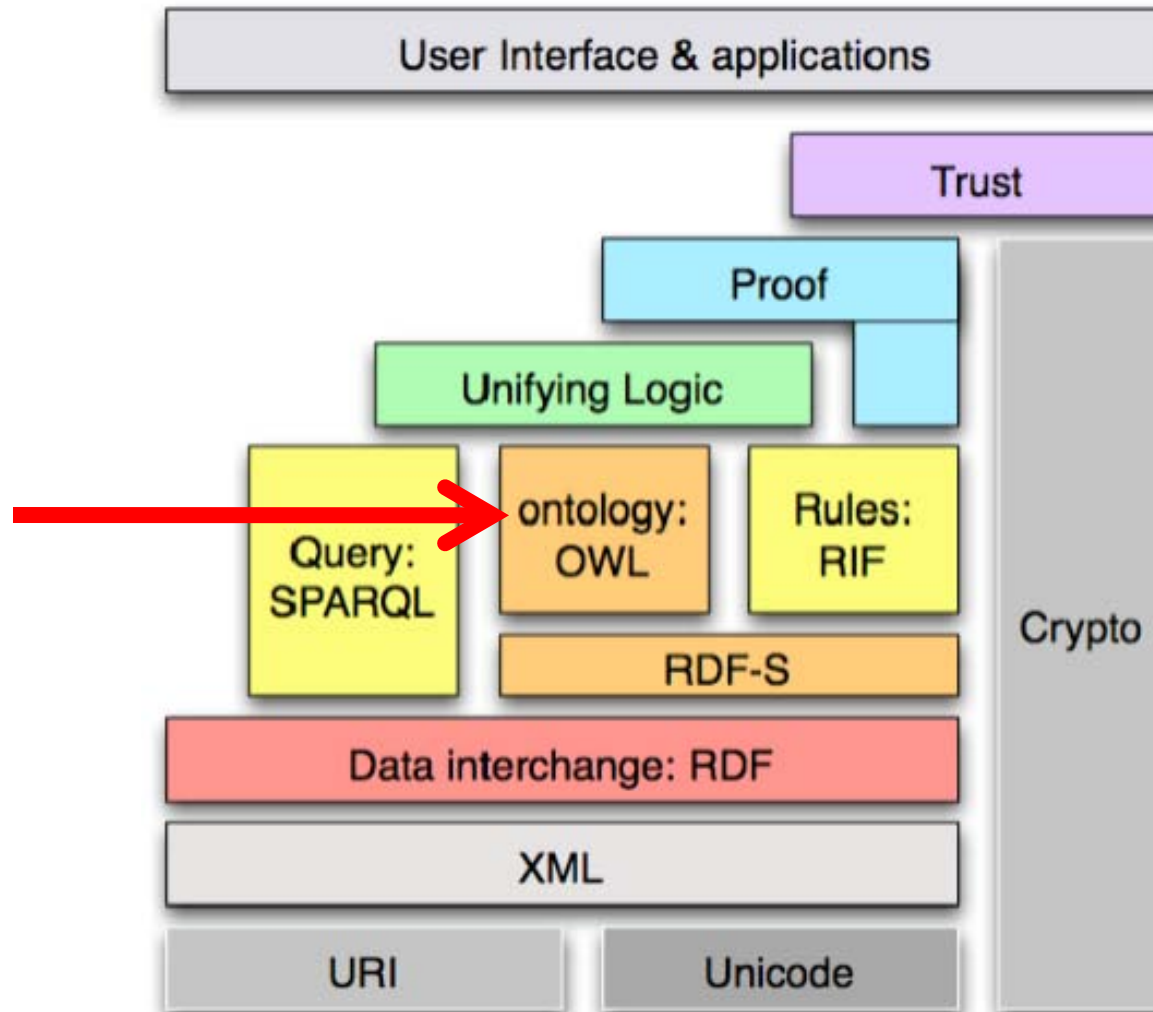 User Interface & applications
Trust
Proof
Unifying Logic
Query:
SPARQL
ontology:
OWL
Rules:
RIF
Crypto
RDF-S
Data interchange: RDF
XML
URI
Unicode